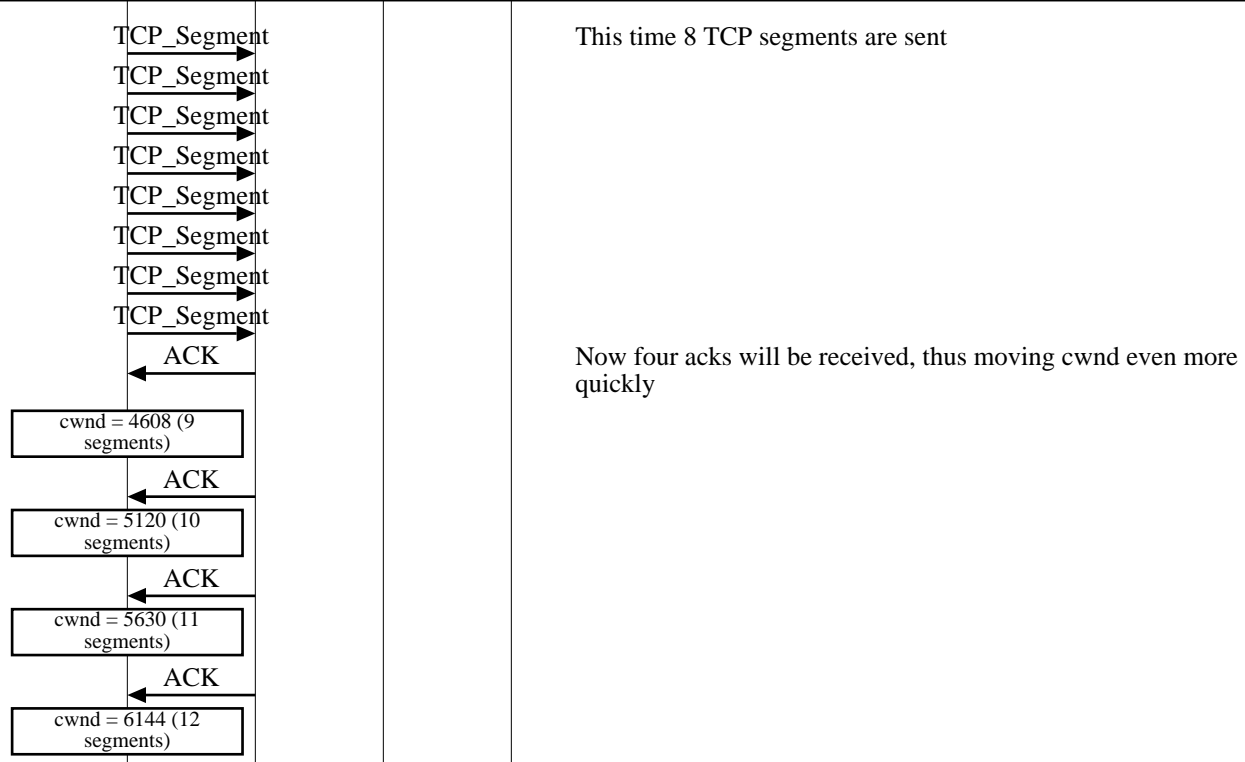 TCP_Segment
This time 8 TCP segments are sent
TCP_Segment
TCP_Segment
TCP_Segment
TCP_Segment
TCP_Segment
TCP_Segment
TCP_Segment
ACK
Now four acks will be received, thus moving cwnd even more
quickly
cwnd = 4608 (9
segments)
ACK
cwnd = 5120 (10
segments)
ACK
cwnd = 5630 (11
segments)
ACK
cwnd = 6144 (12
segments)